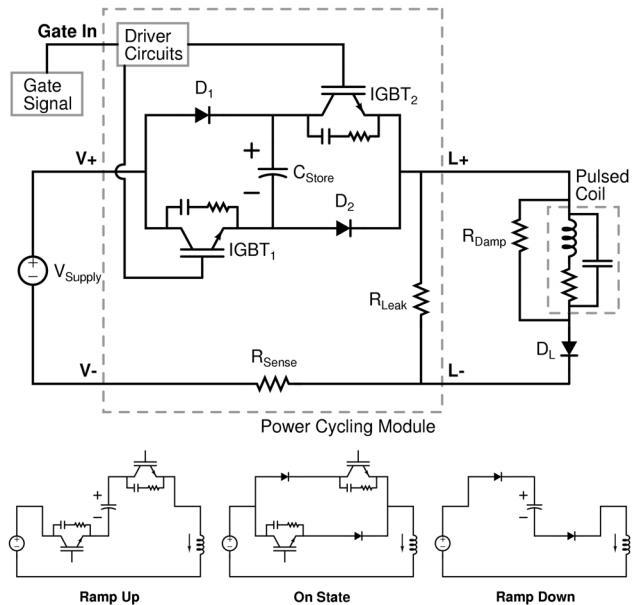 Gate In
Driver
Circuits
Gate
Signal
D1
IGBT2
V+
+
CStore
−
L+
Pulsed
Coil
D2
IGBT1
RDamp
+
−
VSupply
RLeak
DL
RSense
V-
L-
Power Cycling Module
+
−
+
−
+
−
+
−
+
−
Ramp Up
On State
Ramp Down